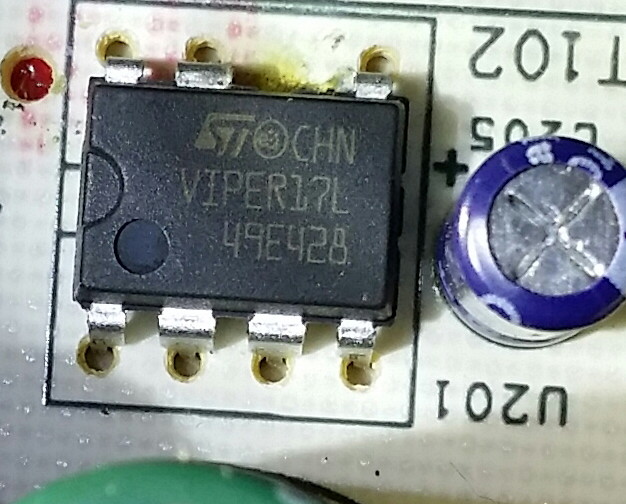 T102
C205
+
ST CHN
VIPER17L
49E428
U201